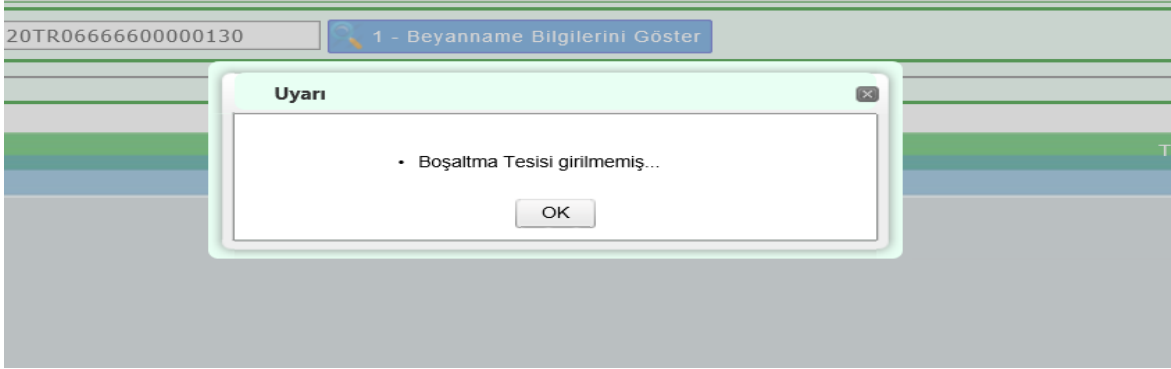 20TR06666600000130
1 - Beyanname Bilgilerini Göster
Uyarı
• Boşaltma Tesisi girilmemiş...
OK
T